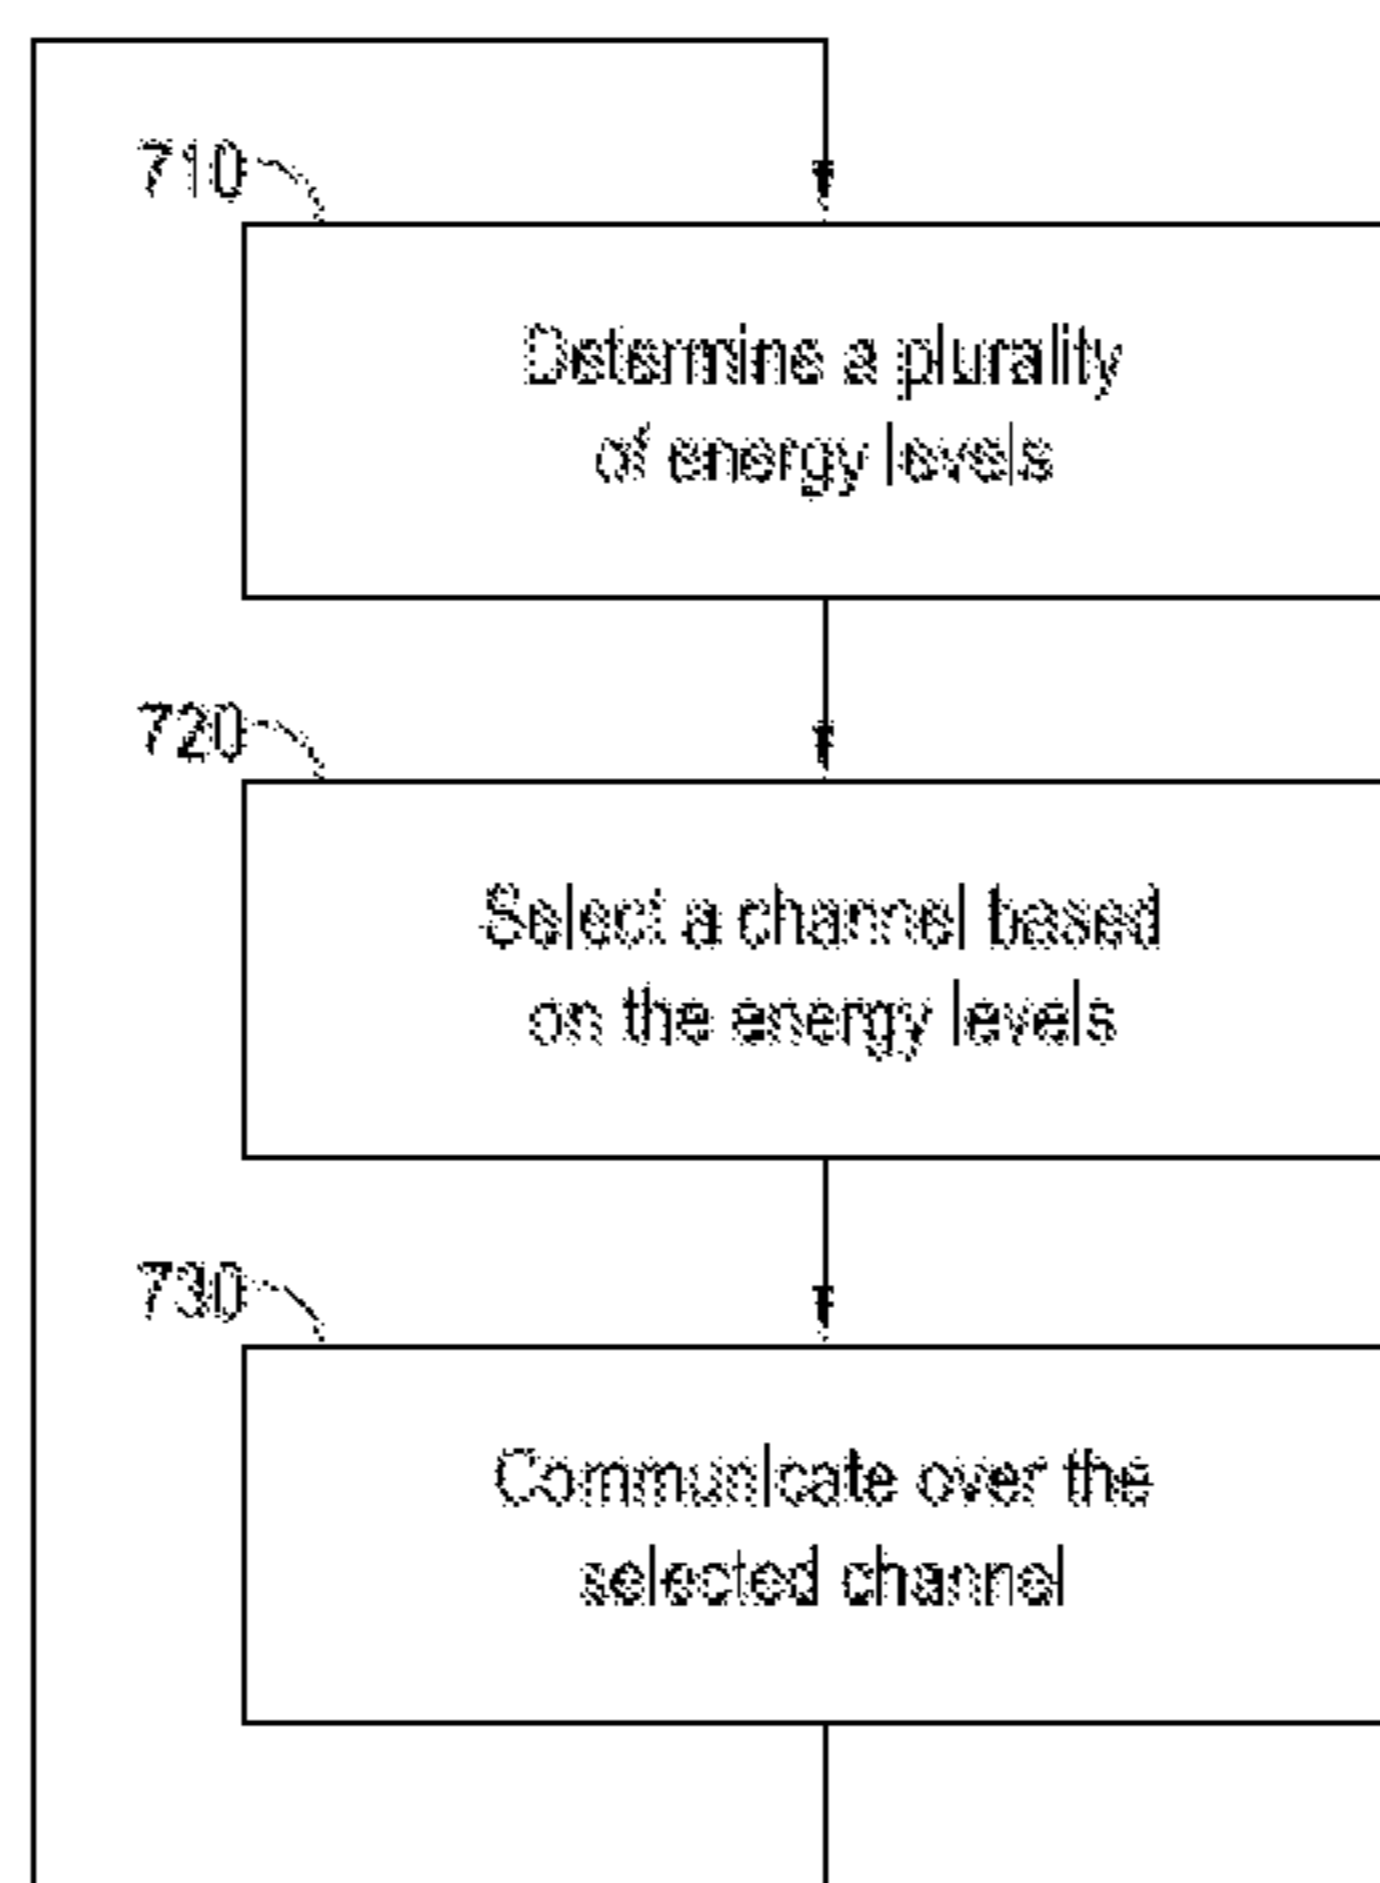 710
Determine a plurality
of energy levels
720
Select a channel based
on the energy levels
730
Communicate over the
selected channel